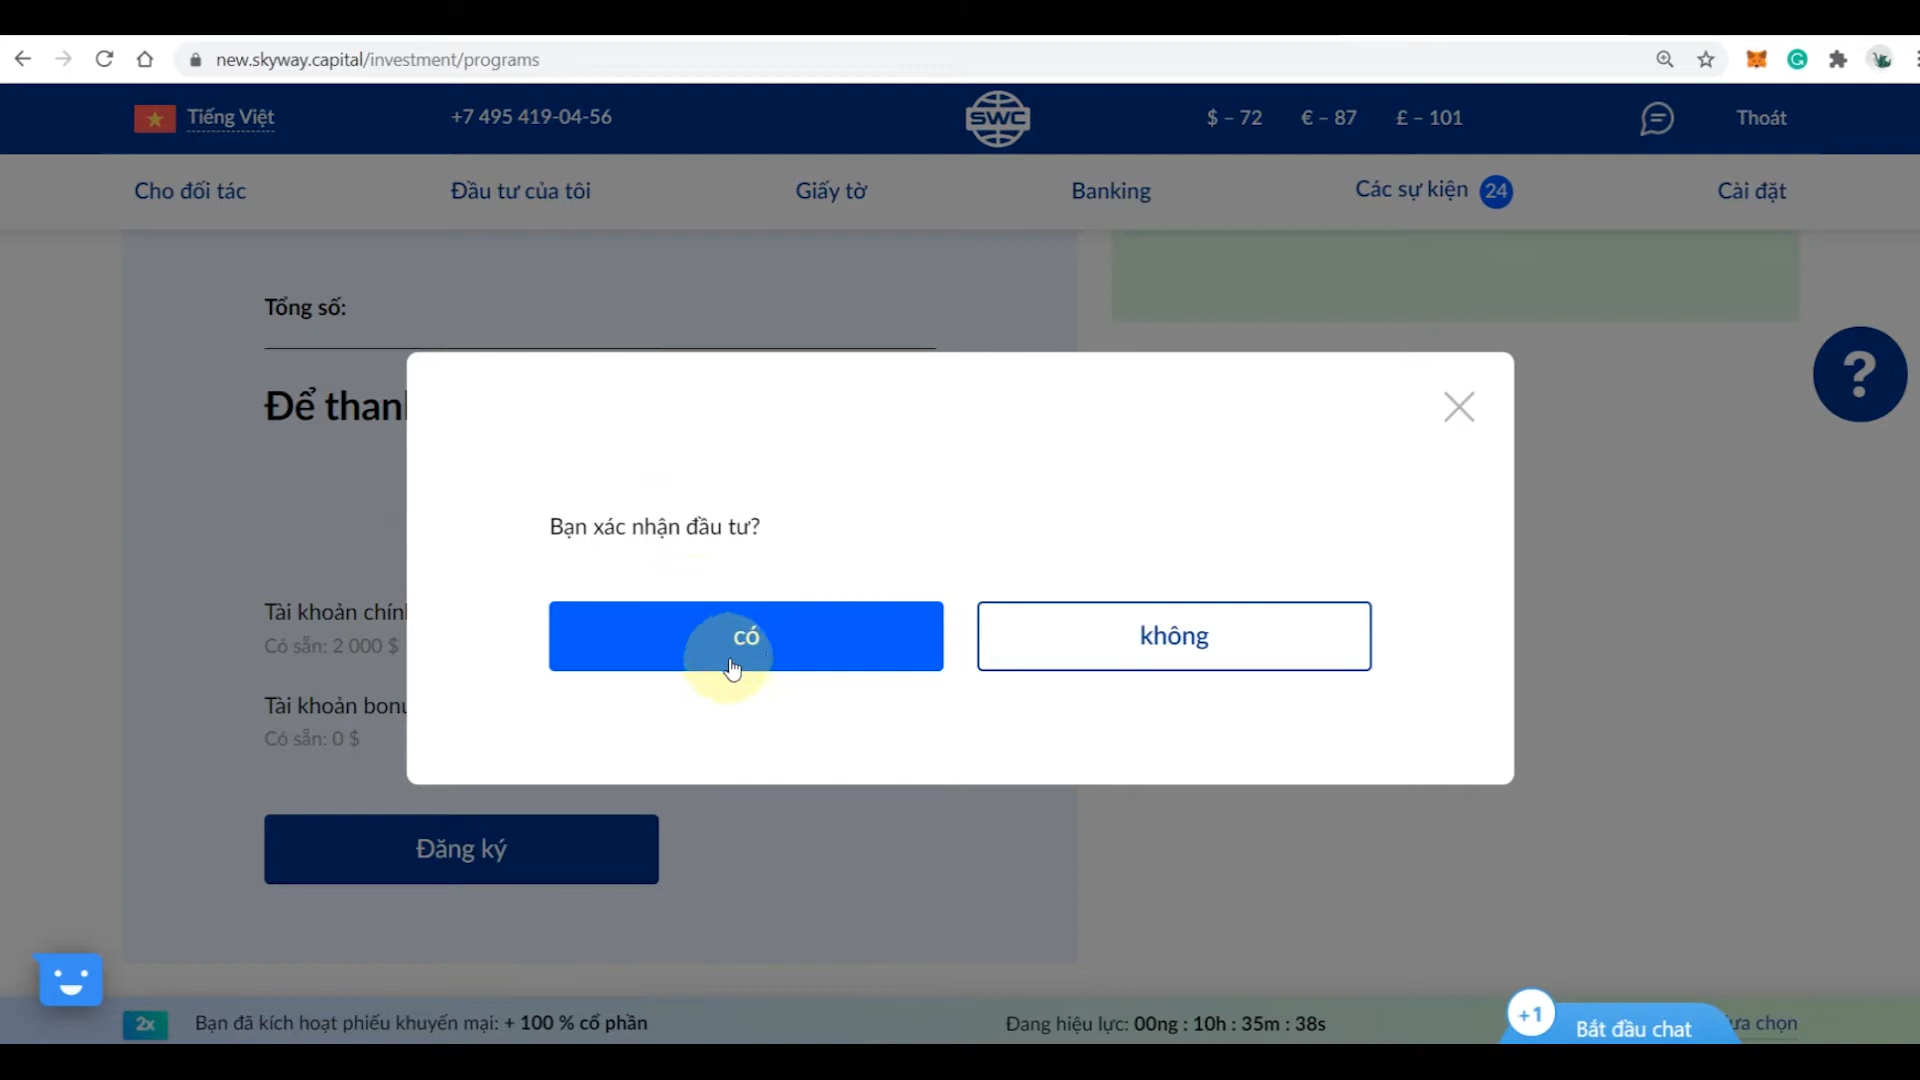 new.skyway.capital/investment/programs
Tiếng Việt
+7 495 419-04-56
SWC
$ – 72
€ – 87
£ – 101
Thoát
Cho đối tác
Đầu tư của tôi
Giấy tờ
Banking
Các sự kiện 24
Cài đặt
Tổng số:
Để
?
Bạn xác nhận đầu tư?
có
không
Tài khoản
Có sẵn: 2 000 $
Tài khoản
Có sẵn: 0 $
Đăng ký
2x
Bạn đã kích hoạt phiếu khuyến mại: + 100 % cổ phần
Đang hiệu lực: 00ng : 10h : 35m : 38s
+1
Bắt đầu chat
chọn